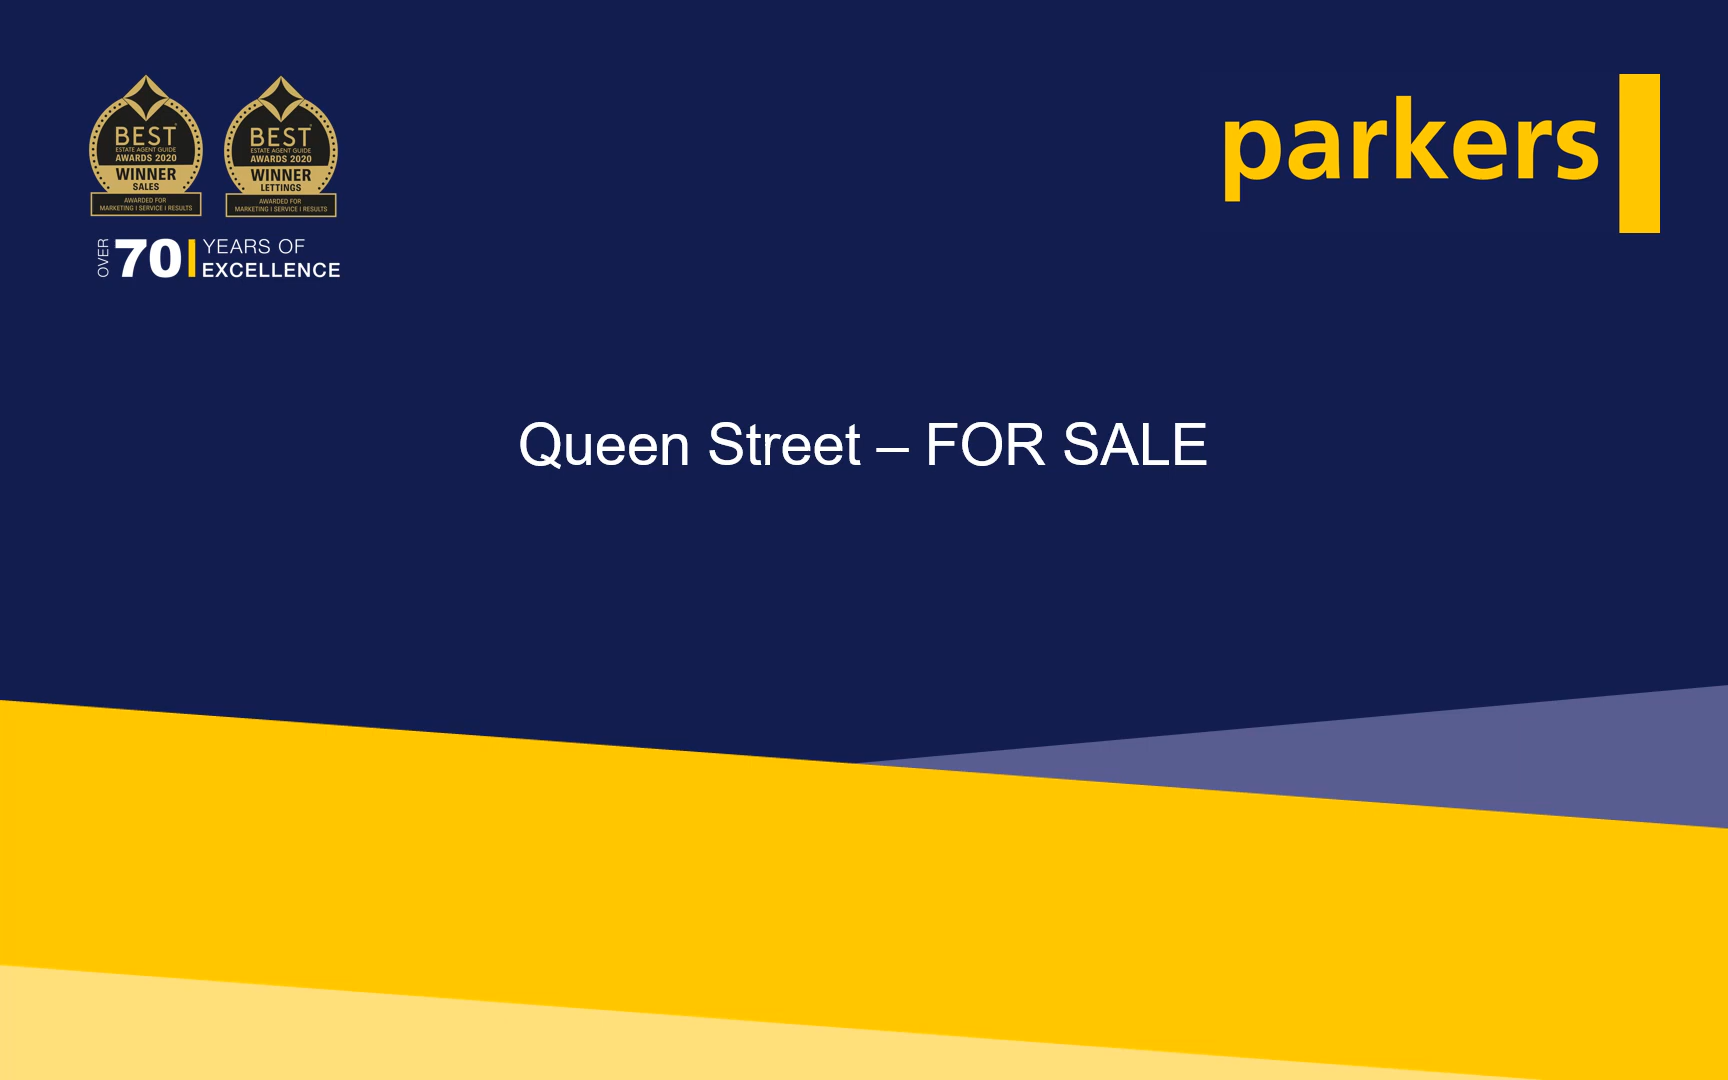 BEST
ESTATE AGENT GUIDE
AWARDS 2020
WINNER
SALES
AWARDED FOR
MARKETING | SERVICE | RESULTS
BEST
ESTATE AGENT GUIDE
AWARDS 2020
WINNER
LETTINGS
AWARDED FOR
MARKETING | SERVICE | RESULTS
OVER
70
YEARS OF
EXCELLENCE
parkers
Queen Street – FOR SALE